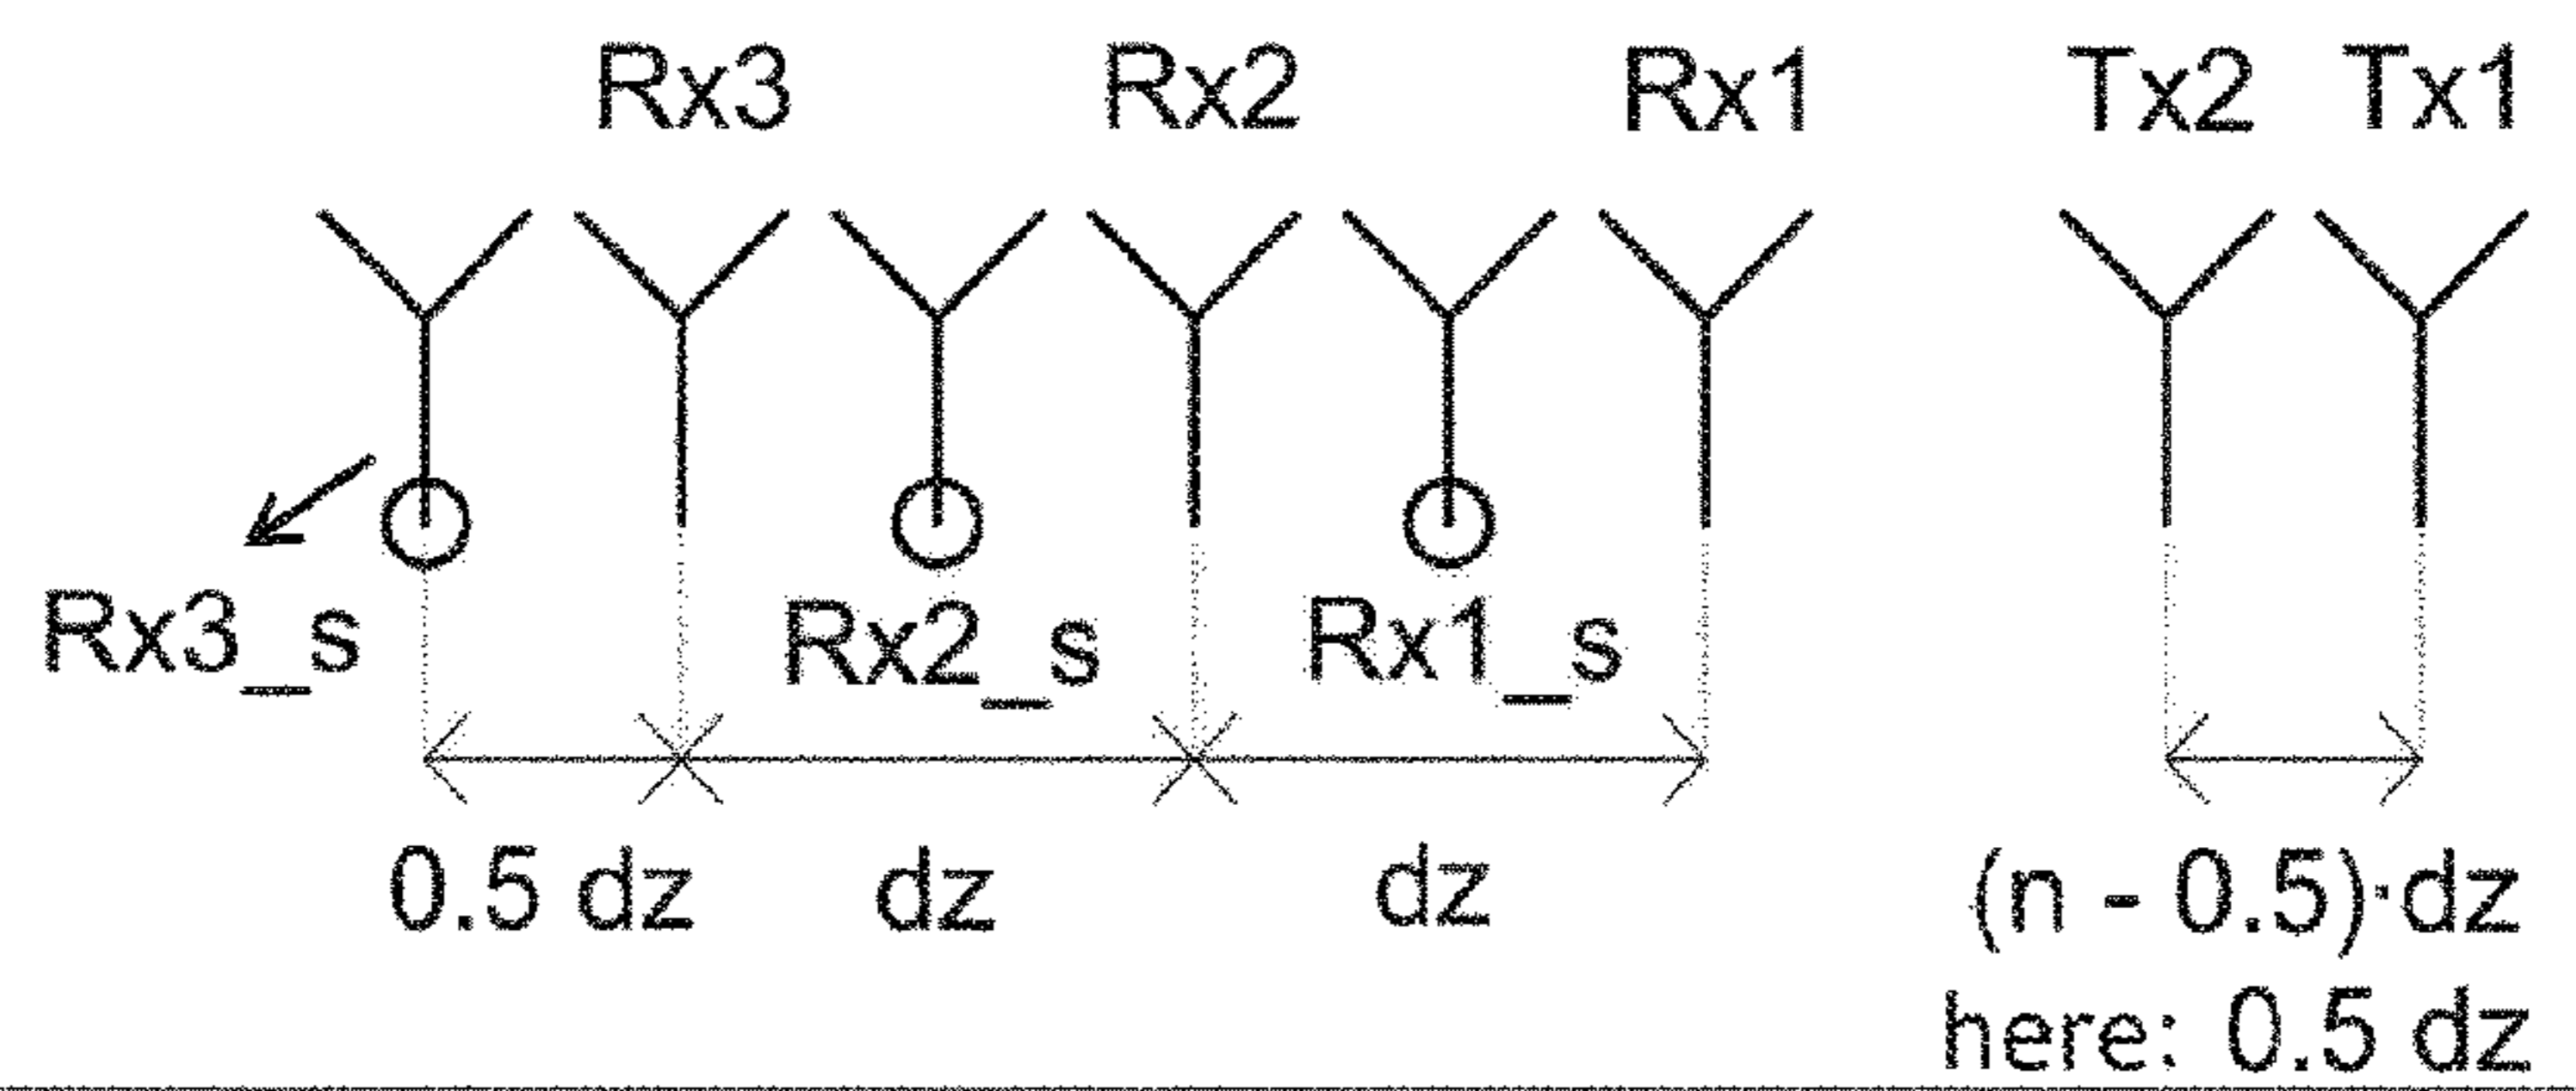 Rx3 Rx2 Rx1 Tx2 Tx1
Rx3_s Rx2_s Rx1_s
0.5 dz dz dz (n - 0.5)·dz
here: 0.5 dz